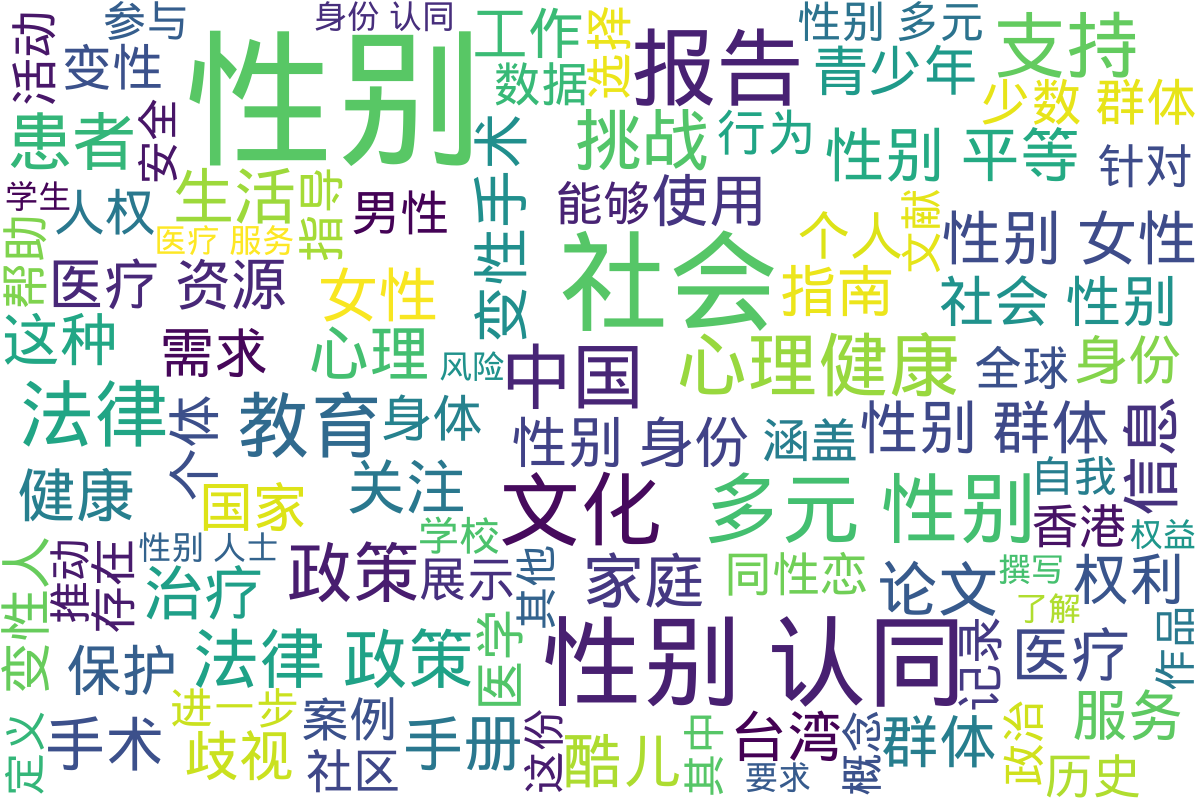 性别
社会
性别 认同
文化
报告
中国
多元 性别
心理健康
法律
教育
政策
法律 政策
支持
挑战
患者
变性手术
性别 平等
青少年
性别 多元
少数 群体
针对
行为
数据
工作
选择
身份 认同
参与
变性
活动
安全
学生
人权
生活
指导
男性
能够
使用
个人
文献
性别 女性
医疗 服务
帮助
医疗 资源
女性
指南
社会 性别
这种
需求
心理
风险
全球
身份
个体
身体
性别 身份
涵盖
性别 群体
信息
健康
国家
关注
自我
香港
权益
性别 人士
学校
推动
存在
变性人
治疗
展示
其他
家庭
同性恋
论文
撰写
权利
了解
保护
医学
记录
医疗
作品
进一步
案例
手册
服务
定义
手术
歧视
社区
这份
酷儿
其中
台湾
要求
概念
群体
政治
历史